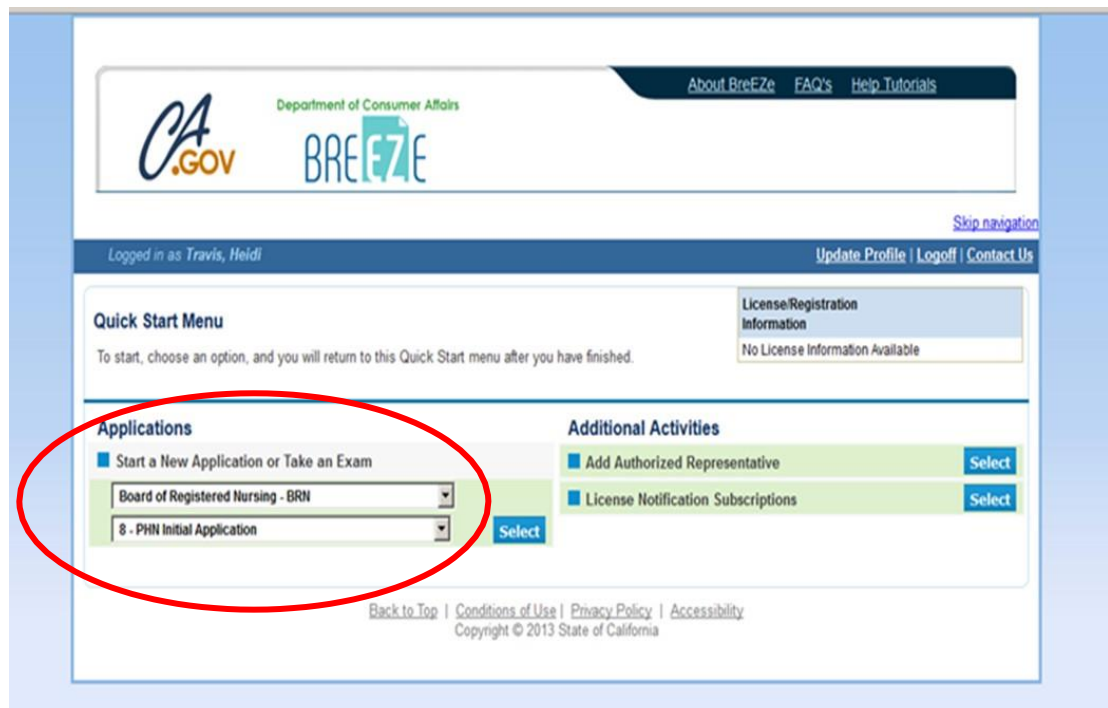 About BreEZe FAQ's Help Tutorials
CA.GOV
Department of Consumer Affairs
BREEZE
Skip navigation
Logged in as Travis, Heidi
Update Profile | Logoff | Contact Us
Quick Start Menu
To start, choose an option, and you will return to this Quick Start menu after you have finished.
License/Registration
Information
No License Information Available
Applications
Start a New Application or Take an Exam
Board of Registered Nursing - BRN
8 - PHN Initial Application
Select
Additional Activities
Add Authorized Representative Select
License Notification Subscriptions Select
Back to Top | Conditions of Use | Privacy Policy | Accessibility
Copyright © 2013 State of California